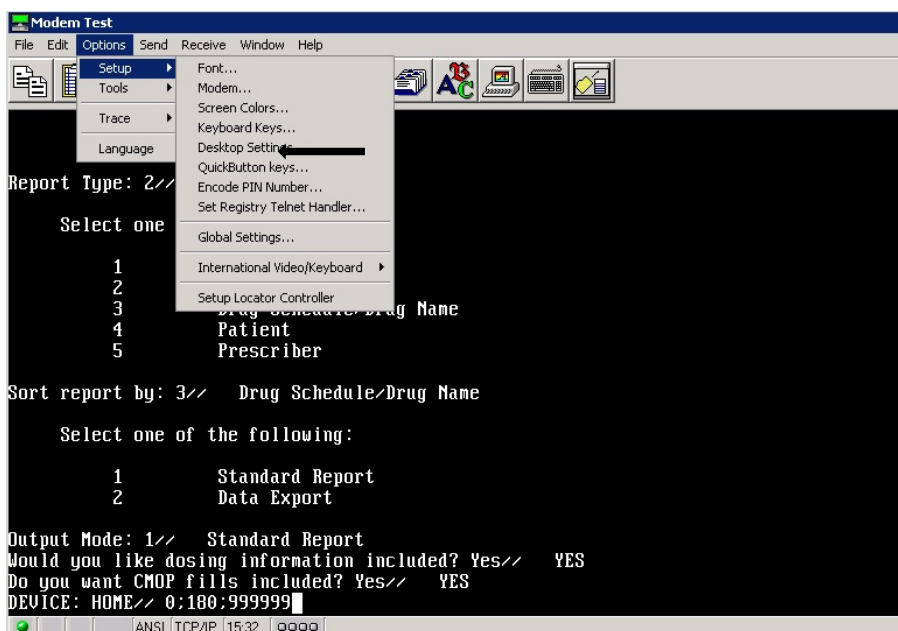 Modem Test
File Edit Options Send Receive Window Help
Setup
Tools
Trace
Language
Font...
Modem...
Screen Colors...
Keyboard Keys...
Desktop
QuickButton keys...
Encode PIN Number...
Set Registry Telnet Handler...
Global Settings...
International Video/Keyboard
Setup Locator Controller
Report Type: 2//
Select one
1
2
3 Drug Schedule/Drug Name
4 Patient
5 Prescriber
Sort report by: 3// Drug Schedule/Drug Name
Select one of the following:
1 Standard Report
2 Data Export
Output Mode: 1// Standard Report
Would you like dosing information included? Yes// YES
Do you want CMOP fills included? Yes// YES
DEVICE: HOME// 0;180;999999
ANSI TCP/IP 15:32